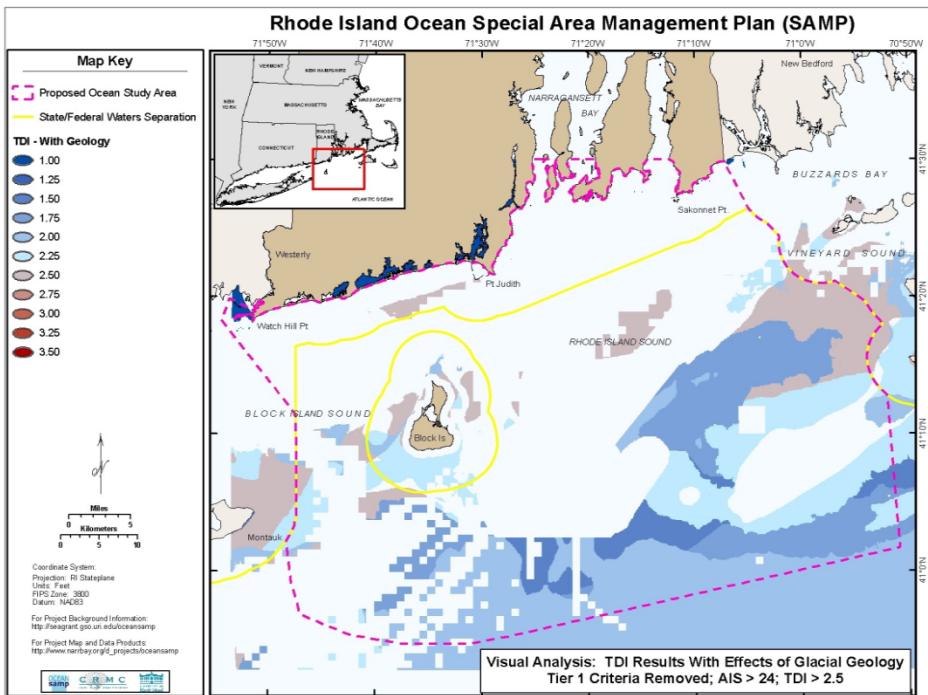 Rhode Island Ocean Special Area Management Plan (SAMP)
Map Key
Proposed Ocean Study Area
State/Federal Waters Separation
TDI - With Geology
1.00
1.25
1.50
1.75
2.00
2.25
2.50
2.75
3.00
3.25
3.50
N
Miles
0 5
Kilometers
0 5 10
Coordinate System:
Projection: RI Stateplane
Units: Feet
FIPS Zone: 3800
Datum: NAD83
For Project Background Information:
http://seagrant.gso.uri.edu/oceansamp
For Project Map and Data Products:
http://www.narrbay.org/d_projects/oceansamp
OCEAN
SAMP
CRMC
71°50'W
71°40'W
71°30'W
71°20'W
71°10'W
71°0'W
70°50'W
VERMONT
NEW HAMPSHIRE
NEW
YORK
MASSACHUSETTS
MASSACHUSETTS
BAY
RHODE
ISLAND
CONNECTICUT
ATLANTIC OCEAN
New Bedford
NARRAGANSETT
BAY
41°30'N
BUZZARDS BAY
Sakonnet Pt.
Westerly
VINEYARD SOUND
Pt Judith
41°20'N
Watch Hill Pt
RHODE ISLAND SOUND
BLOCK ISLAND SOUND
Block Is
41°10'N
Montauk
41°0'N
Visual Analysis: TDI Results With Effects of Glacial Geology
Tier 1 Criteria Removed; AIS > 24; TDI > 2.5